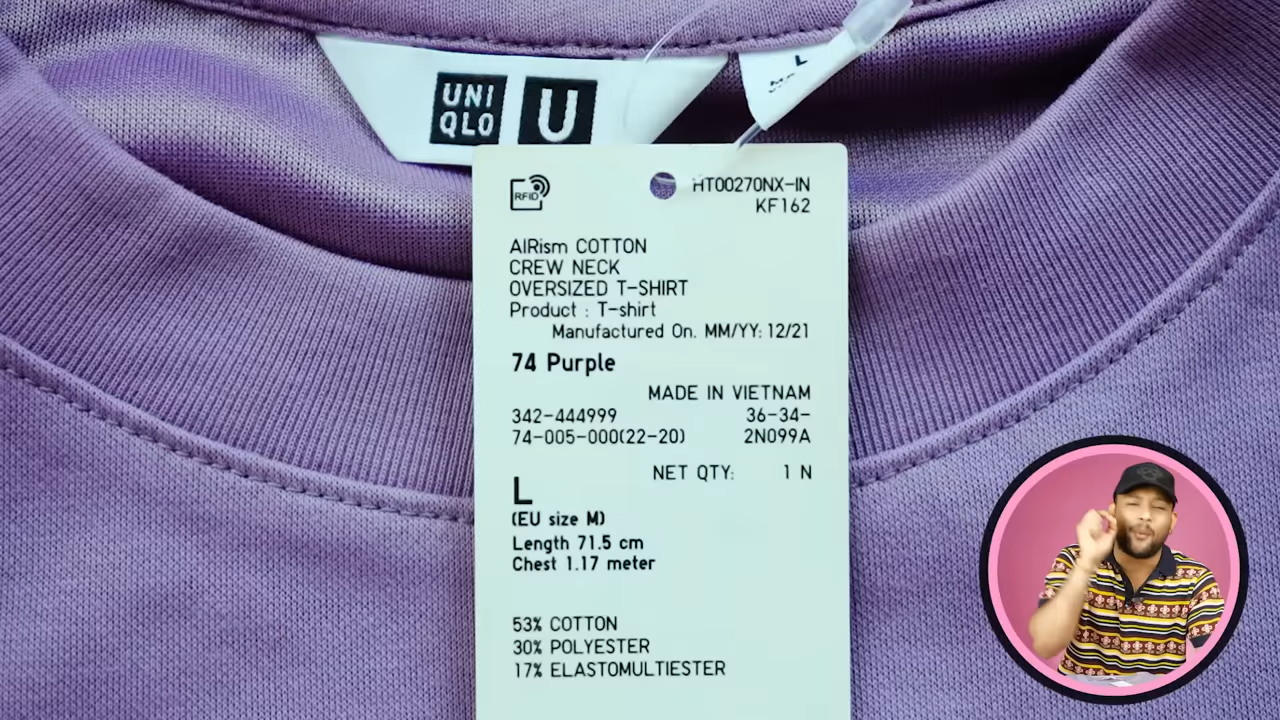 UNI
QLO
U
L
RFID
HT00270NX-IN
KF162
AIRism COTTON
CREW NECK
OVERSIZED T-SHIRT
Product : T-shirt
Manufactured On. MM/YY: 12/21
74 Purple
MADE IN VIETNAM
342-444999 36-34-
74-005-000(22-20) 2N099A
NET QTY: 1 N
L
(EU size M)
Length 71.5 cm
Chest 1.17 meter
53% COTTON
30% POLYESTER
17% ELASTOMULTIESTER